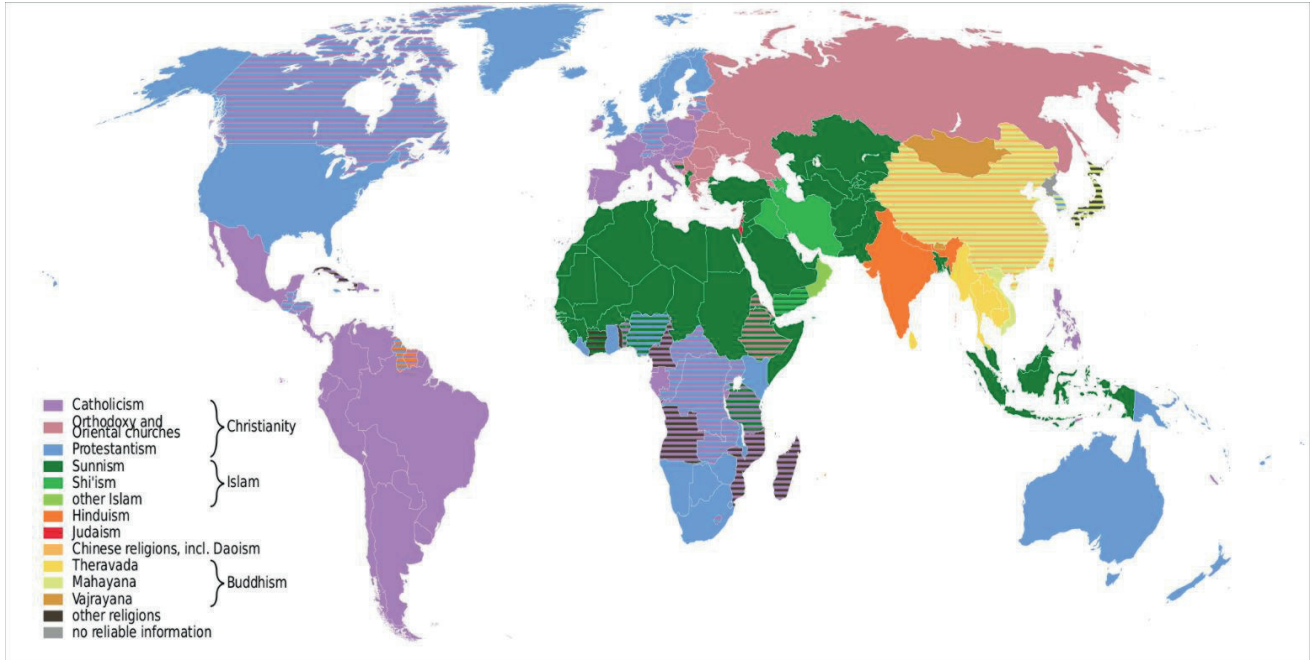 Catholicism
Orthodoxy and
Oriental churches
Christianity
Protestantism
Sunnism
Shi'ism
Islam
other Islam
Hinduism
Judaism
Chinese religions, incl. Daoism
Theravada
Mahayana
Buddhism
Vajrayana
other religions
no reliable information